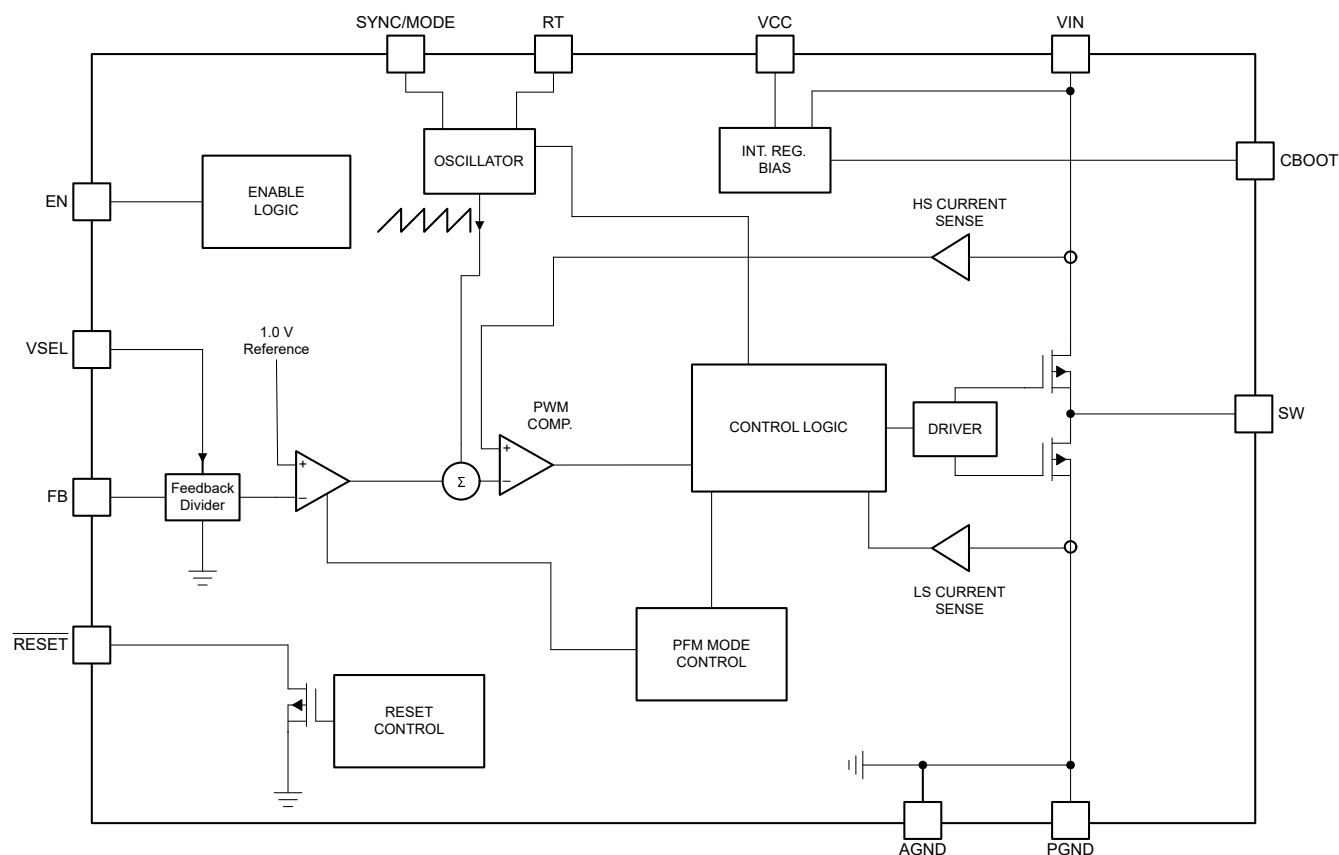 SYNC/MODE
RT
VCC
VIN
OSCILLATOR
INT. REG.
BIAS
CBOOT
EN
ENABLE
LOGIC
HS CURRENT
SENSE
VSEL
1.0 V
Reference
PWM
COMP.
+
−
CONTROL LOGIC
DRIVER
SW
FB
Feedback
Divider
+
−
Σ
LS CURRENT
SENSE
RESET
PFM MODE
CONTROL
RESET
CONTROL
AGND
PGND